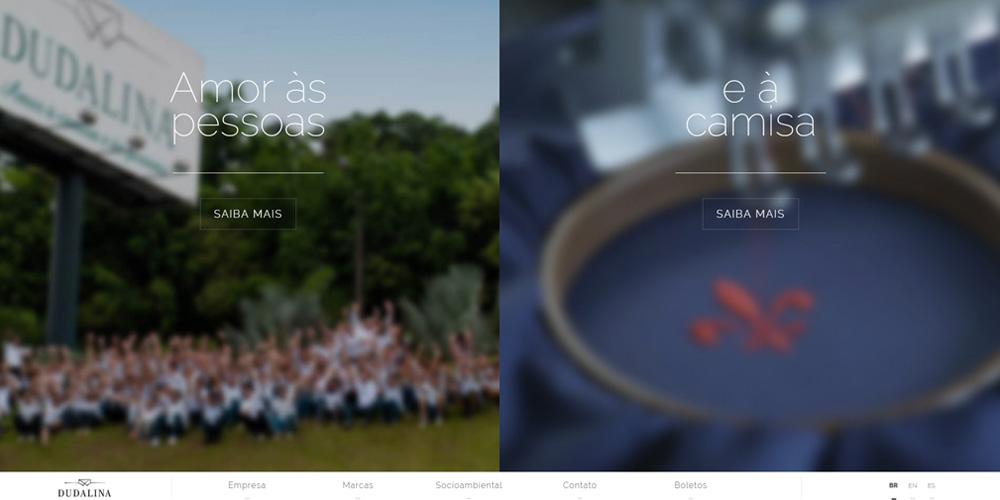 DUDALINA
Amor às
pessoas
SAIBA MAIS
e à
camisa
SAIBA MAIS
DUDALINA
Empresa
Marcas
Socioambiental
Contato
Boletos
BR EN ES